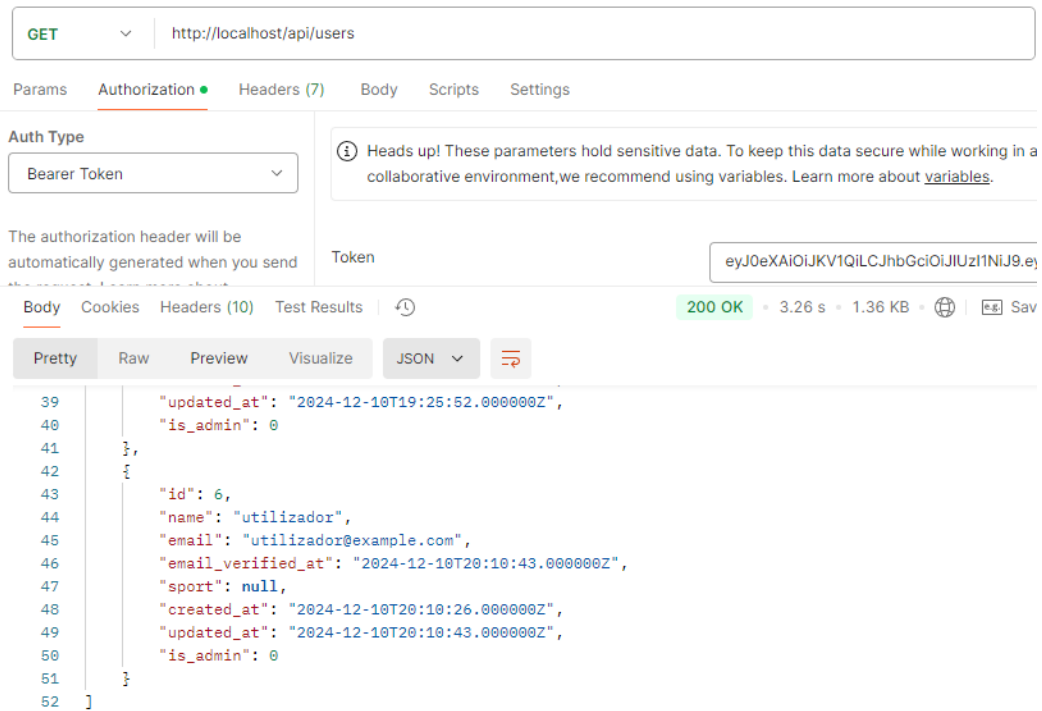 GET http://localhost/api/users
Params Authorization Headers (7) Body Scripts Settings
Auth Type
Bearer Token
Heads up! These parameters hold sensitive data. To keep this data secure while working in a
collaborative environment,we recommend using variables. Learn more about variables.
The authorization header will be
automatically generated when you send
Token
eyJ0eXAiOiJKV1QiLCJhbGciOiJIUzI1NiJ9.ey
Body Cookies Headers (10) Test Results 200 OK 3.26 s 1.36 KB e.g. Sav
Pretty Raw Preview Visualize JSON
39 "updated_at": "2024-12-10T19:25:52.000000Z",
40 "is_admin": 0
41 },
42 {
43 "id": 6,
44 "name": "utilizador",
45 "email": "utilizador@example.com",
46 "email_verified_at": "2024-12-10T20:10:43.000000Z",
47 "sport": null,
48 "created_at": "2024-12-10T20:10:26.000000Z",
49 "updated_at": "2024-12-10T20:10:43.000000Z",
50 "is_admin": 0
51 }
52 ]